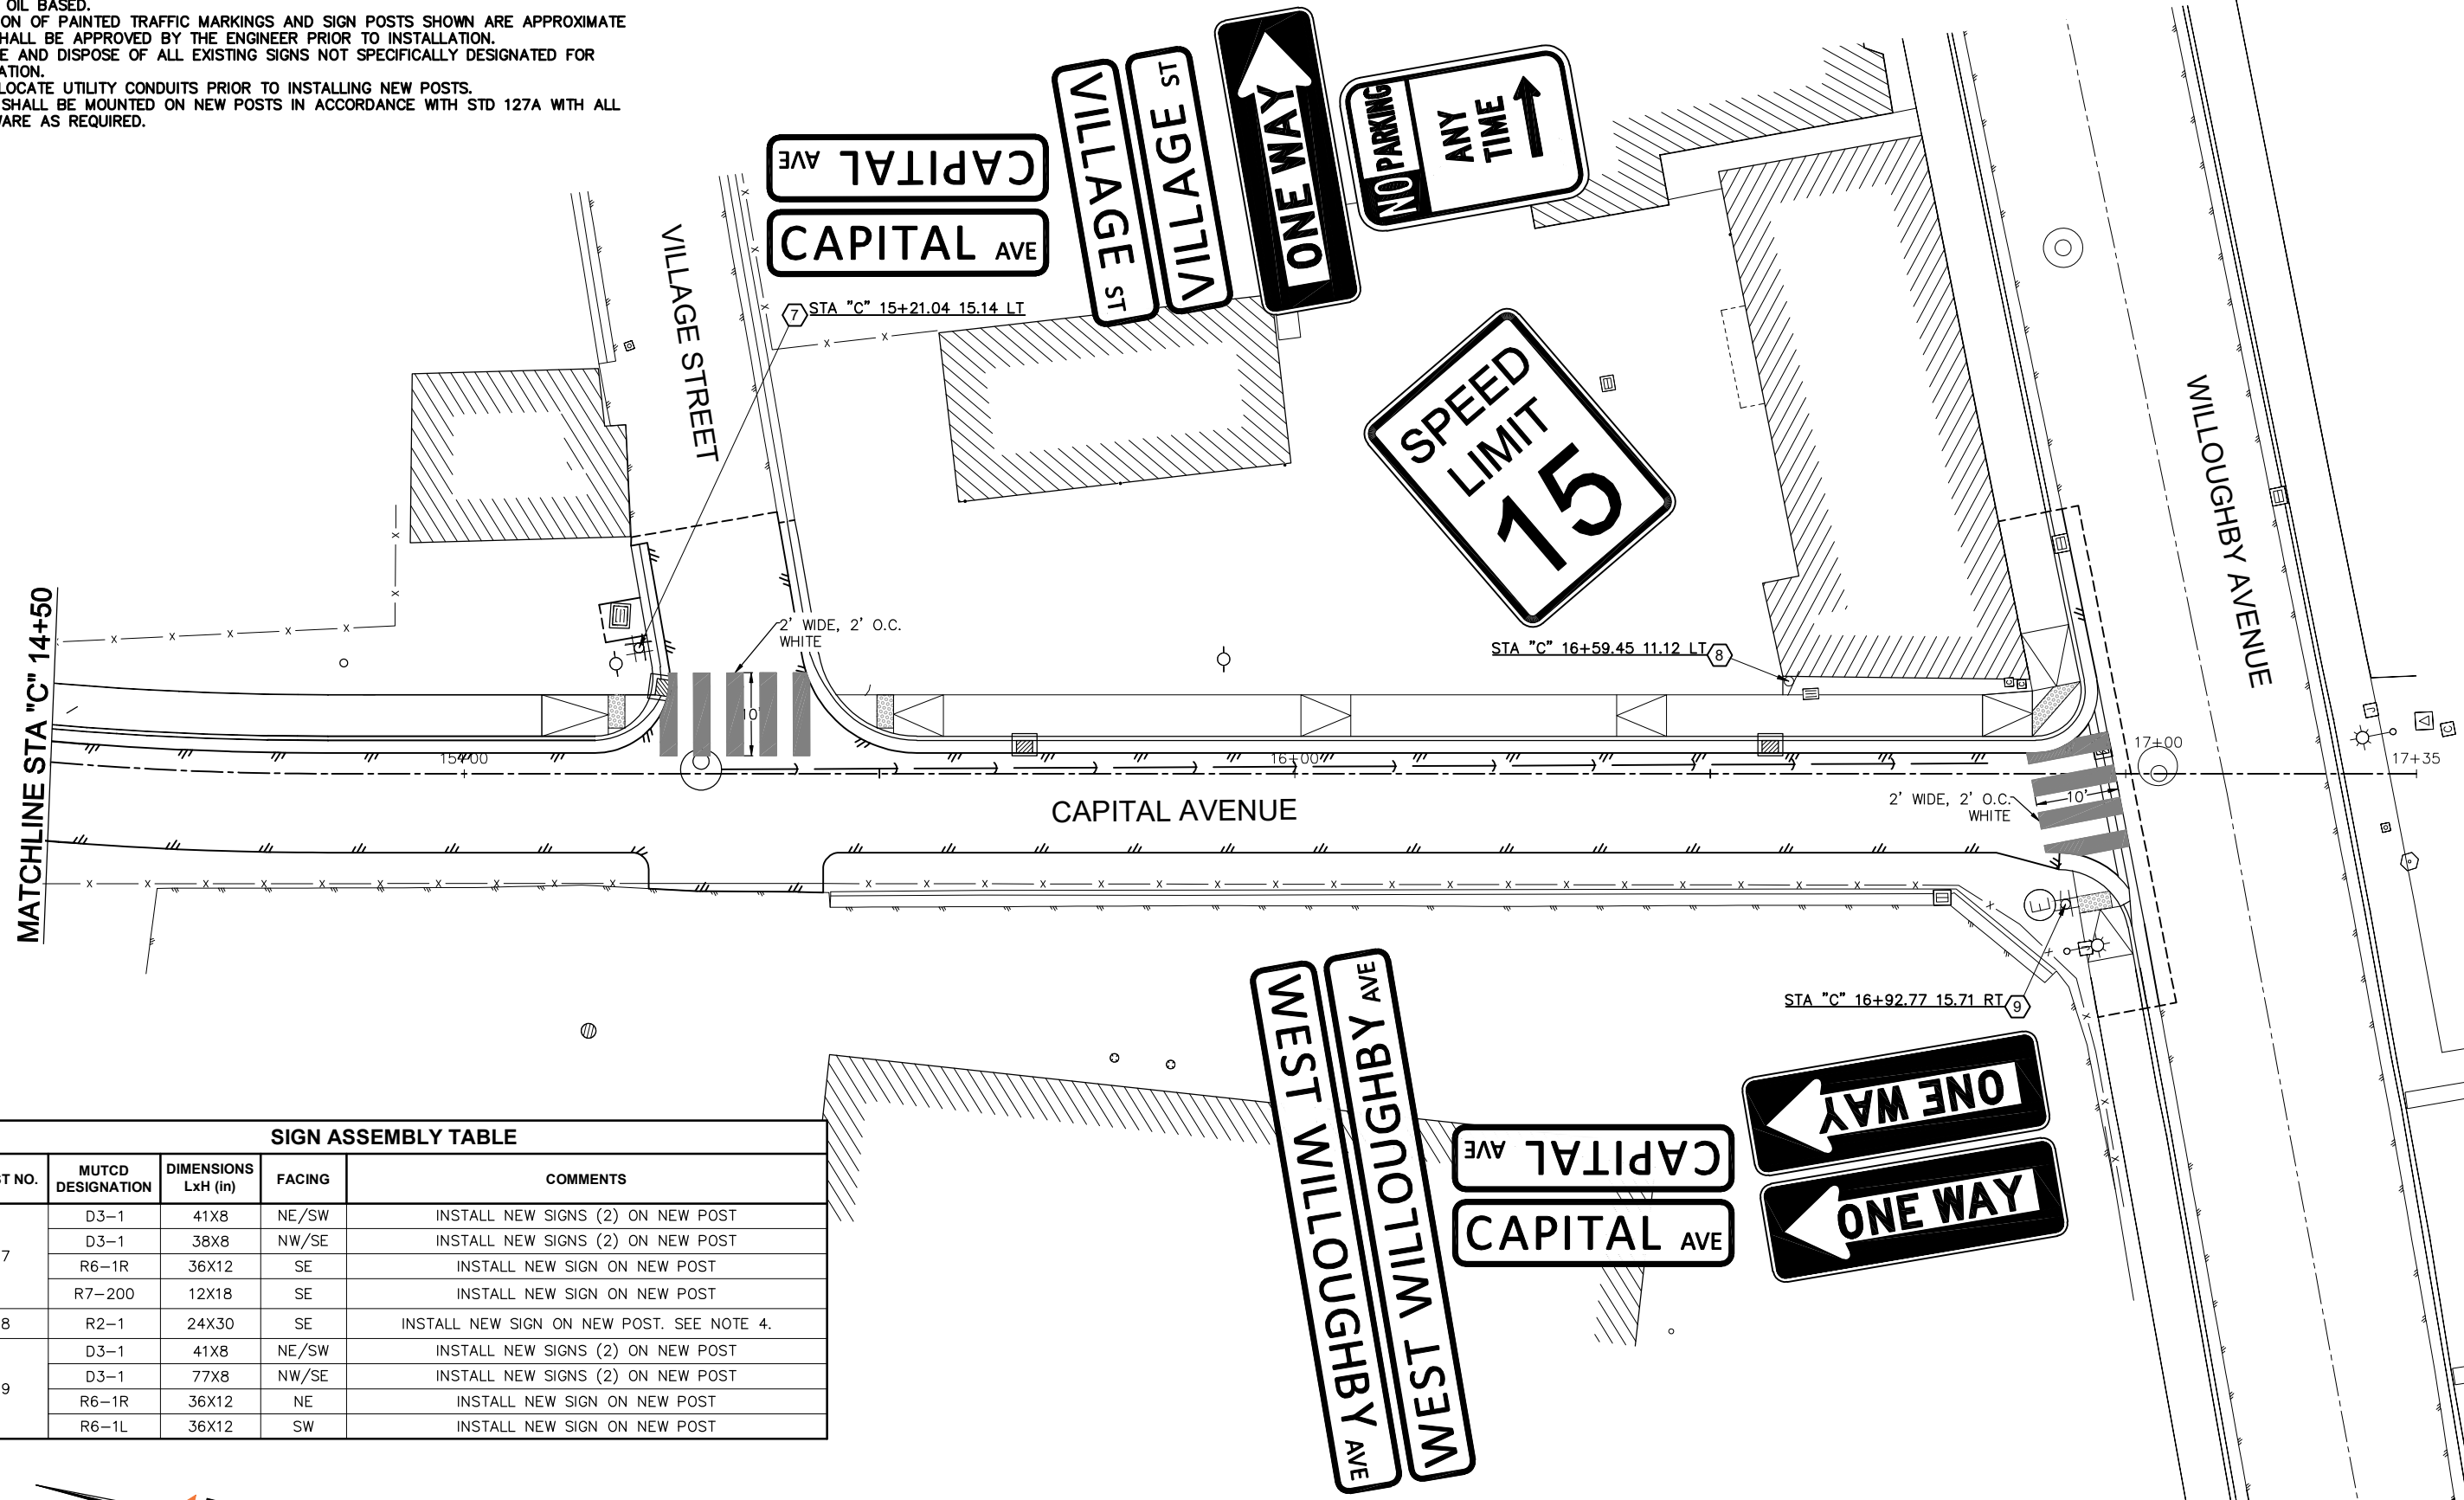 OIL BASED.
ON OF PAINTED TRAFFIC MARKINGS AND SIGN POSTS SHOWN ARE APPROXIMATE
HALL BE APPROVED BY THE ENGINEER PRIOR TO INSTALLATION.
E AND DISPOSE OF ALL EXISTING SIGNS NOT SPECIFICALLY DESIGNATED FOR
ATION.
LOCATE UTILITY CONDUITS PRIOR TO INSTALLING NEW POSTS.
SHALL BE MOUNTED ON NEW POSTS IN ACCORDANCE WITH STD 127A WITH ALL
ARE AS REQUIRED.
CAPITAL AVE
CAPITAL AVE
VILLAGE ST
VILLAGE ST
ONE WAY
NO PARKING
ANY
TIME
VILLAGE STREET
7 STA "C" 15+21.04 15.14 LT
SPEED
LIMIT
15
WILLOUGHBY AVENUE
MATCHLINE STA "C" 14+50
2' WIDE, 2' O.C.
WHITE
10'
STA "C" 16+59.45 11.12 LT 8
15+00
16+00
17+00
17+35
CAPITAL AVENUE
2' WIDE, 2' O.C.
WHITE
10'
E
STA "C" 16+92.77 15.71 RT 9
WEST WILLOUGHBY AVE
WEST WILLOUGHBY AVE
CAPITAL AVE
CAPITAL AVE
ONE WAY
ONE WAY
SIGN ASSEMBLY TABLE
T NO. MUTCD DESIGNATION DIMENSIONS LxH (in) FACING COMMENTS
7 D3-1 41X8 NE/SW INSTALL NEW SIGNS (2) ON NEW POST
D3-1 38X8 NW/SE INSTALL NEW SIGNS (2) ON NEW POST
R6-1R 36X12 SE INSTALL NEW SIGN ON NEW POST
R7-200 12X18 SE INSTALL NEW SIGN ON NEW POST
8 R2-1 24X30 SE INSTALL NEW SIGN ON NEW POST. SEE NOTE 4.
9 D3-1 41X8 NE/SW INSTALL NEW SIGNS (2) ON NEW POST
D3-1 77X8 NW/SE INSTALL NEW SIGNS (2) ON NEW POST
R6-1R 36X12 NE INSTALL NEW SIGN ON NEW POST
R6-1L 36X12 SW INSTALL NEW SIGN ON NEW POST